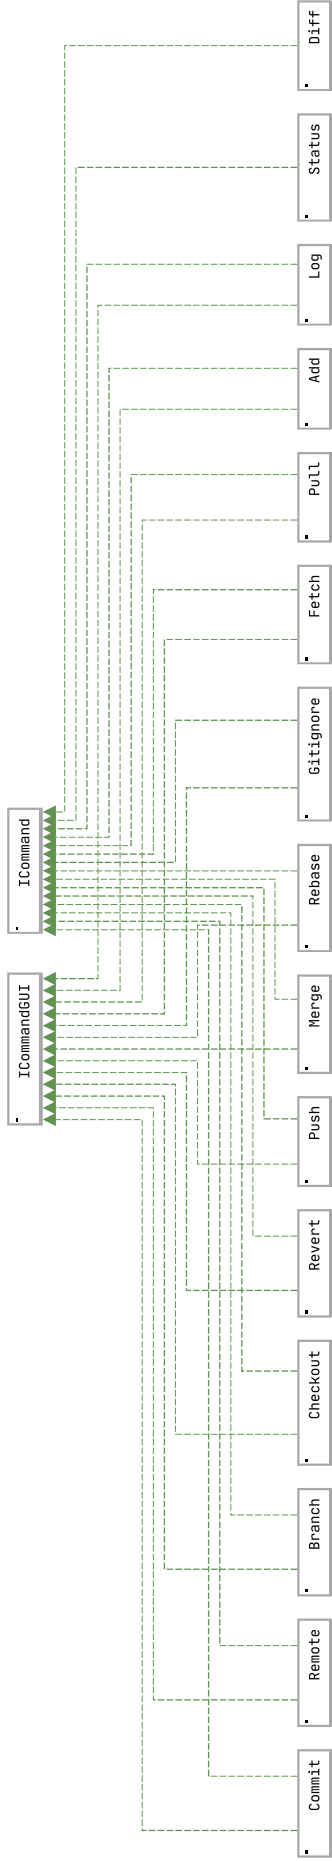 ICommand
ICommandGUI
Diff
Status
Log
Add
Pull
Fetch
Gitignore
Rebase
Merge
Push
Revert
Checkout
Branch
Remote
Commit